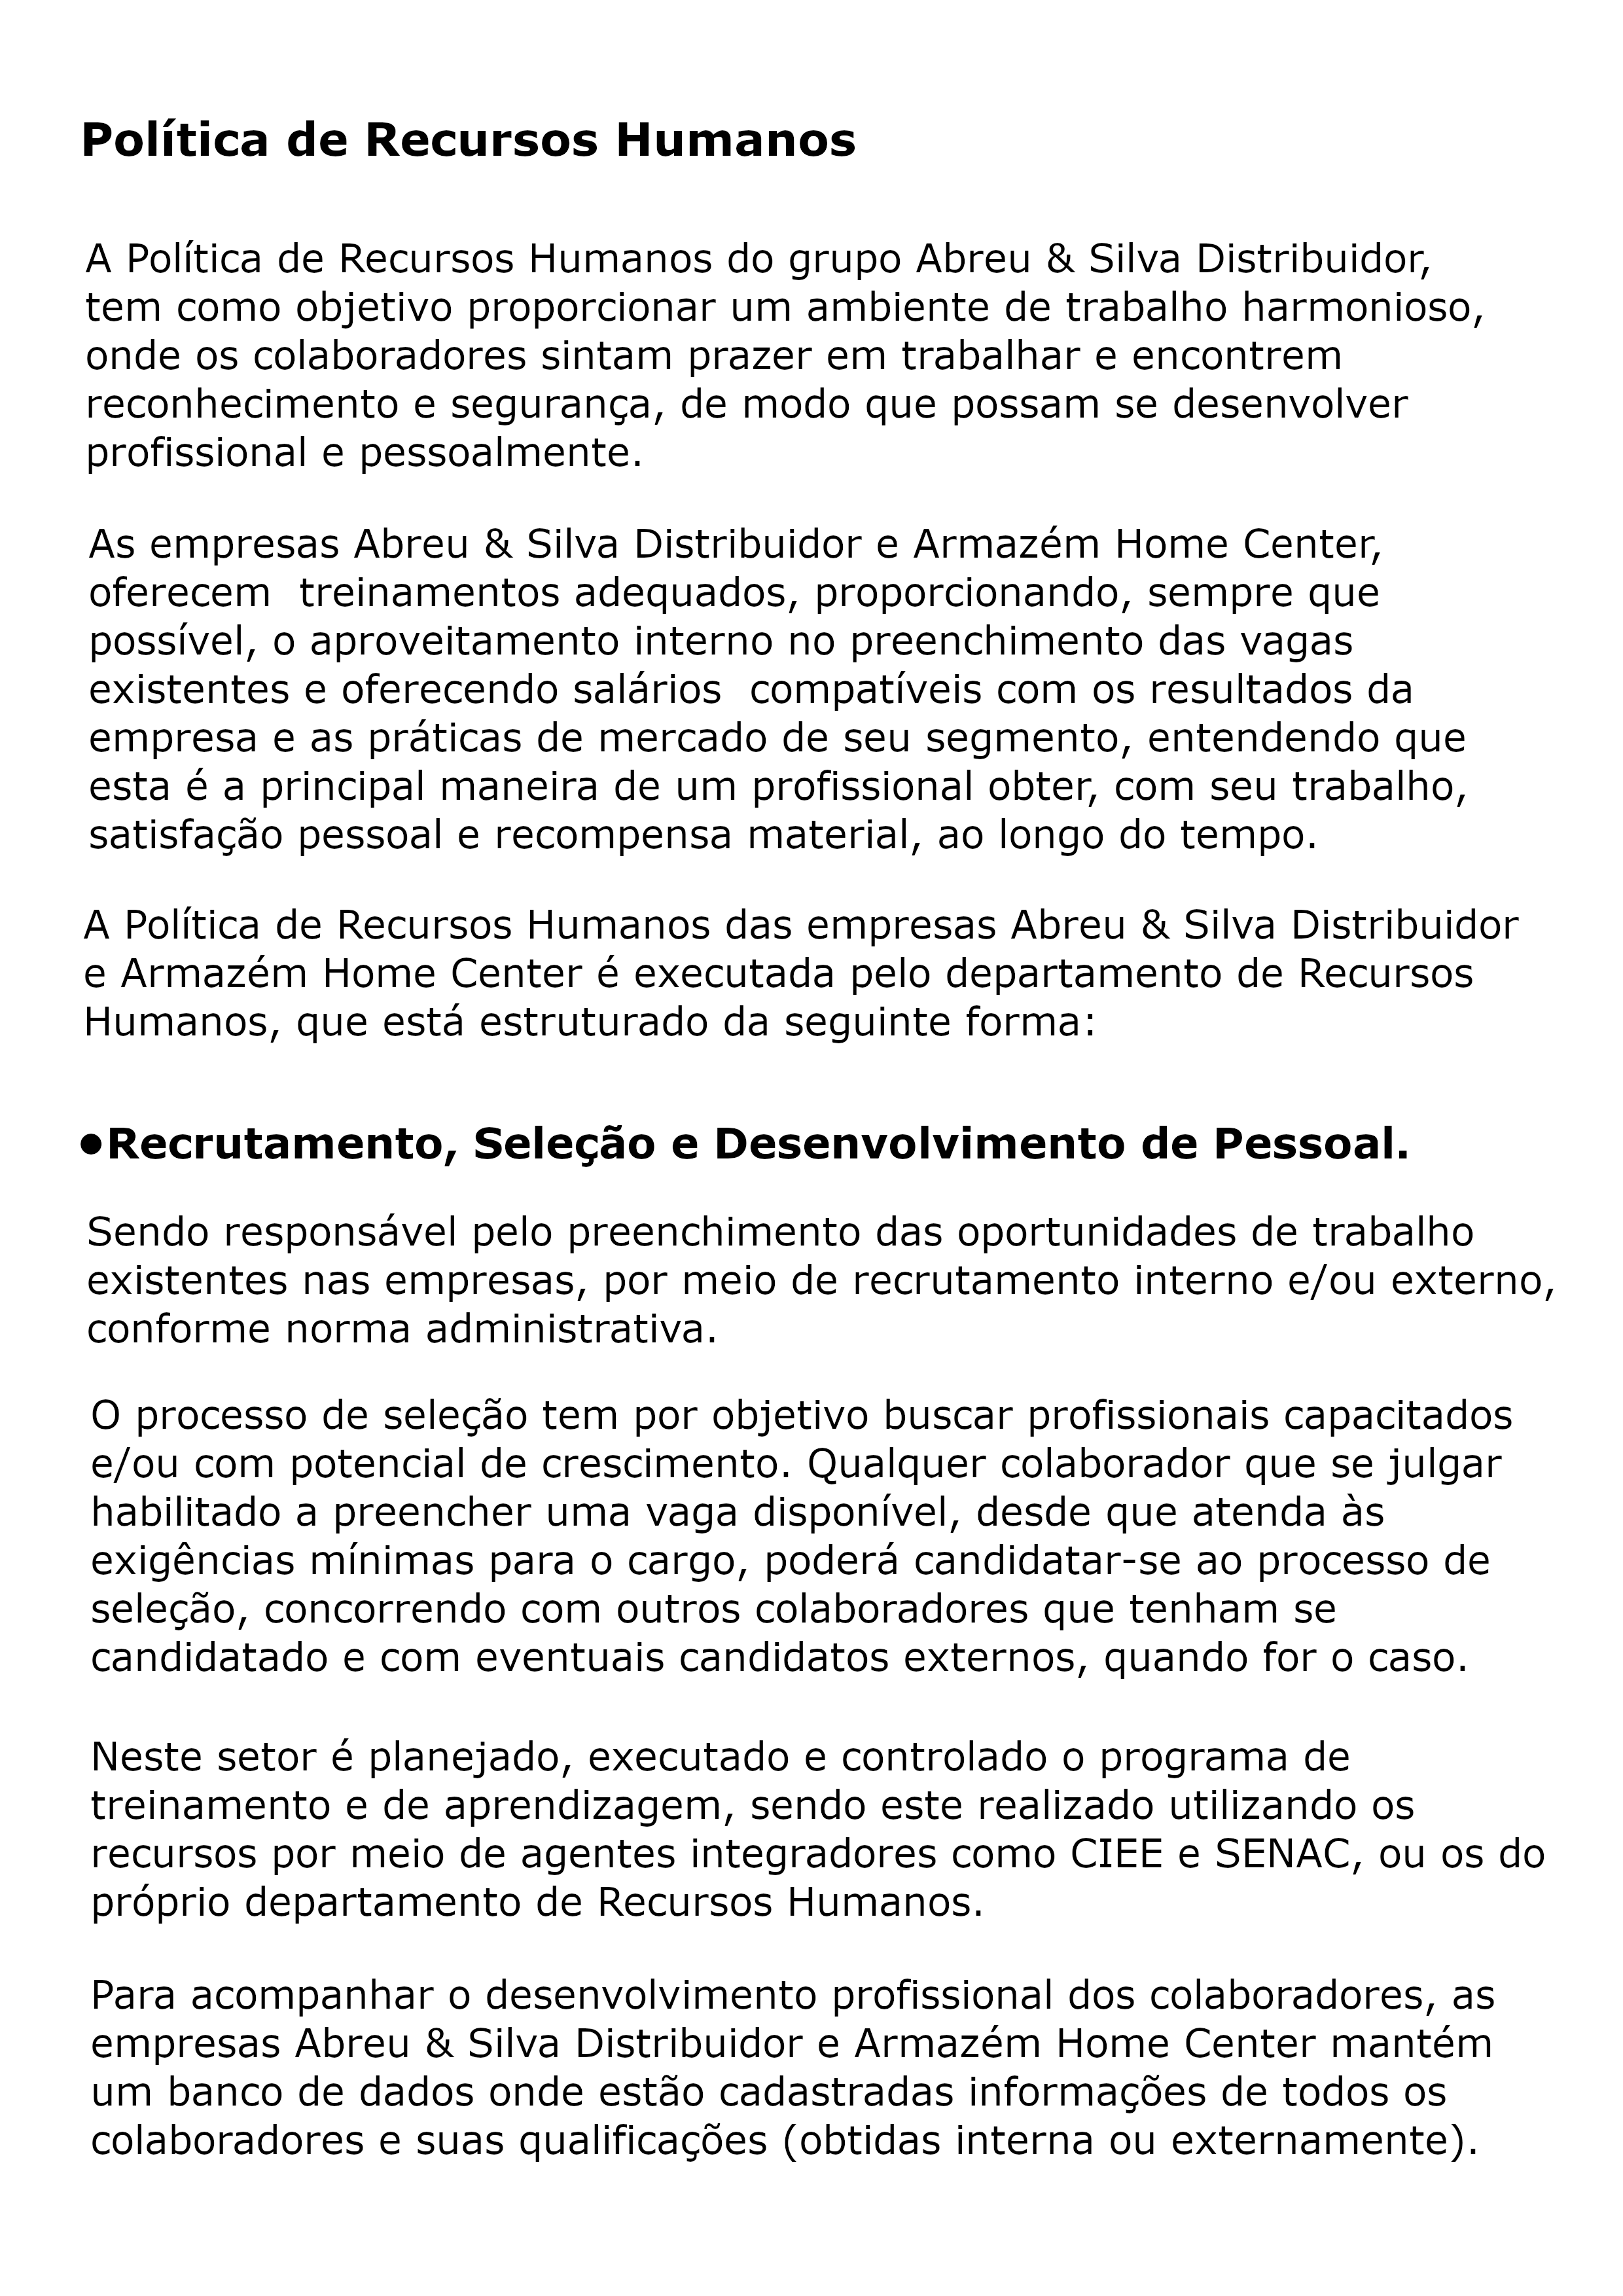 Política de Recursos Humanos
A Política de Recursos Humanos do grupo Abreu & Silva Distribuidor,
tem como objetivo proporcionar um ambiente de trabalho harmonioso,
onde os colaboradores sintam prazer em trabalhar e encontrem
reconhecimento e segurança, de modo que possam se desenvolver
profissional e pessoalmente.
As empresas Abreu & Silva Distribuidor e Armazém Home Center,
oferecem  treinamentos adequados, proporcionando, sempre que
possível, o aproveitamento interno no preenchimento das vagas
existentes e oferecendo salários  compatíveis com os resultados da
empresa e as práticas de mercado de seu segmento, entendendo que
esta é a principal maneira de um profissional obter, com seu trabalho,
satisfação pessoal e recompensa material, ao longo do tempo.
A Política de Recursos Humanos das empresas Abreu & Silva Distribuidor
e Armazém Home Center é executada pelo departamento de Recursos
Humanos, que está estruturado da seguinte forma:
•Recrutamento, Seleção e Desenvolvimento de Pessoal.
Sendo responsável pelo preenchimento das oportunidades de trabalho
existentes nas empresas, por meio de recrutamento interno e/ou externo,
conforme norma administrativa.
O processo de seleção tem por objetivo buscar profissionais capacitados
e/ou com potencial de crescimento. Qualquer colaborador que se julgar
habilitado a preencher uma vaga disponível, desde que atenda às
exigências mínimas para o cargo, poderá candidatar-se ao processo de
seleção, concorrendo com outros colaboradores que tenham se
candidatado e com eventuais candidatos externos, quando for o caso.
Neste setor é planejado, executado e controlado o programa de
treinamento e de aprendizagem, sendo este realizado utilizando os
recursos por meio de agentes integradores como CIEE e SENAC, ou os do
próprio departamento de Recursos Humanos.
Para acompanhar o desenvolvimento profissional dos colaboradores, as
empresas Abreu & Silva Distribuidor e Armazém Home Center mantém
um banco de dados onde estão cadastradas informações de todos os
colaboradores e suas qualificações (obtidas interna ou externamente).